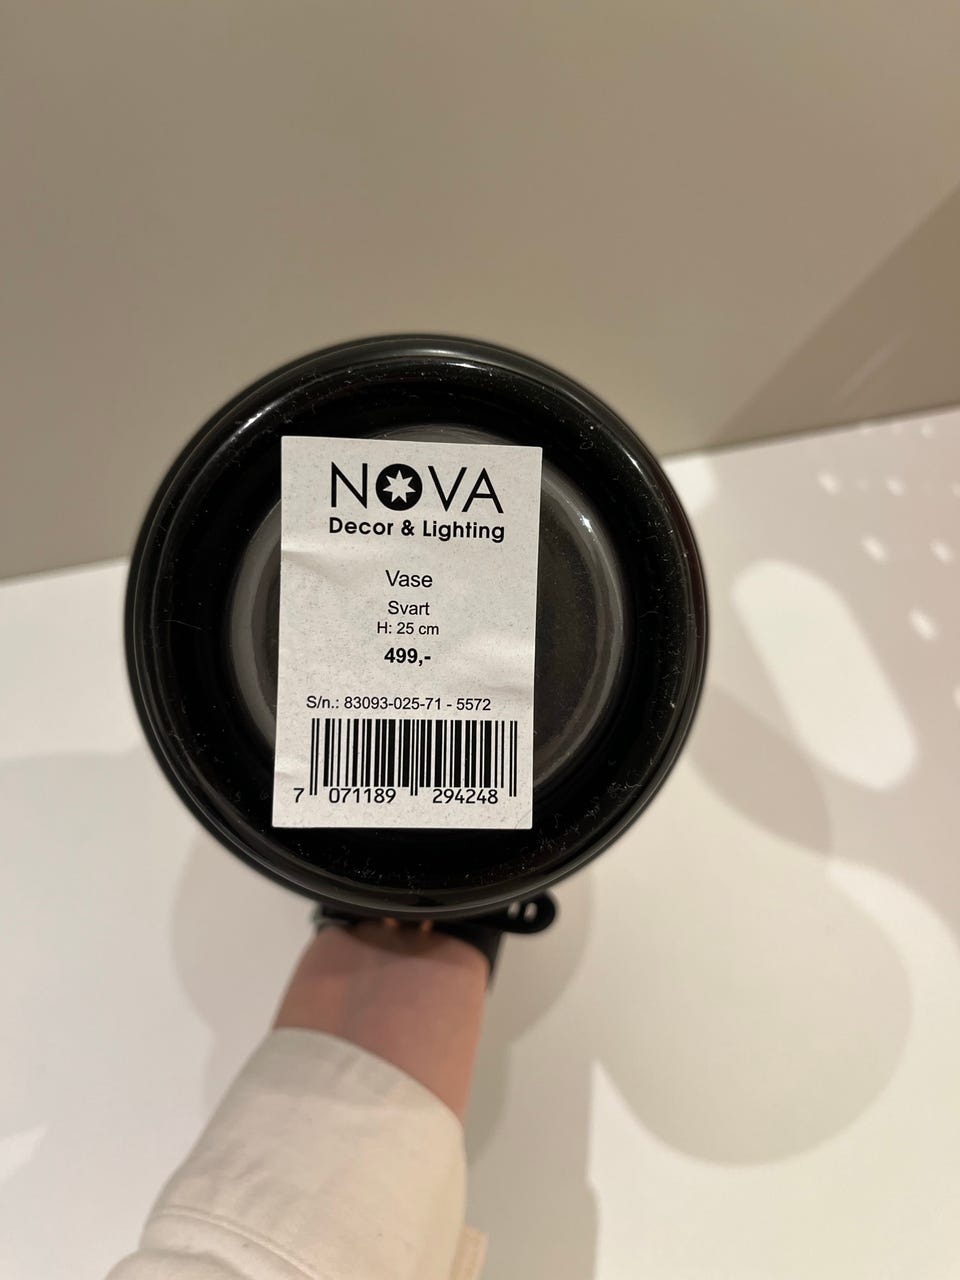 NOVA
Decor & Lighting
Vase
Svart
H: 25 cm
499,-
S/n.: 83093-025-71 - 5572
7 071189 294248